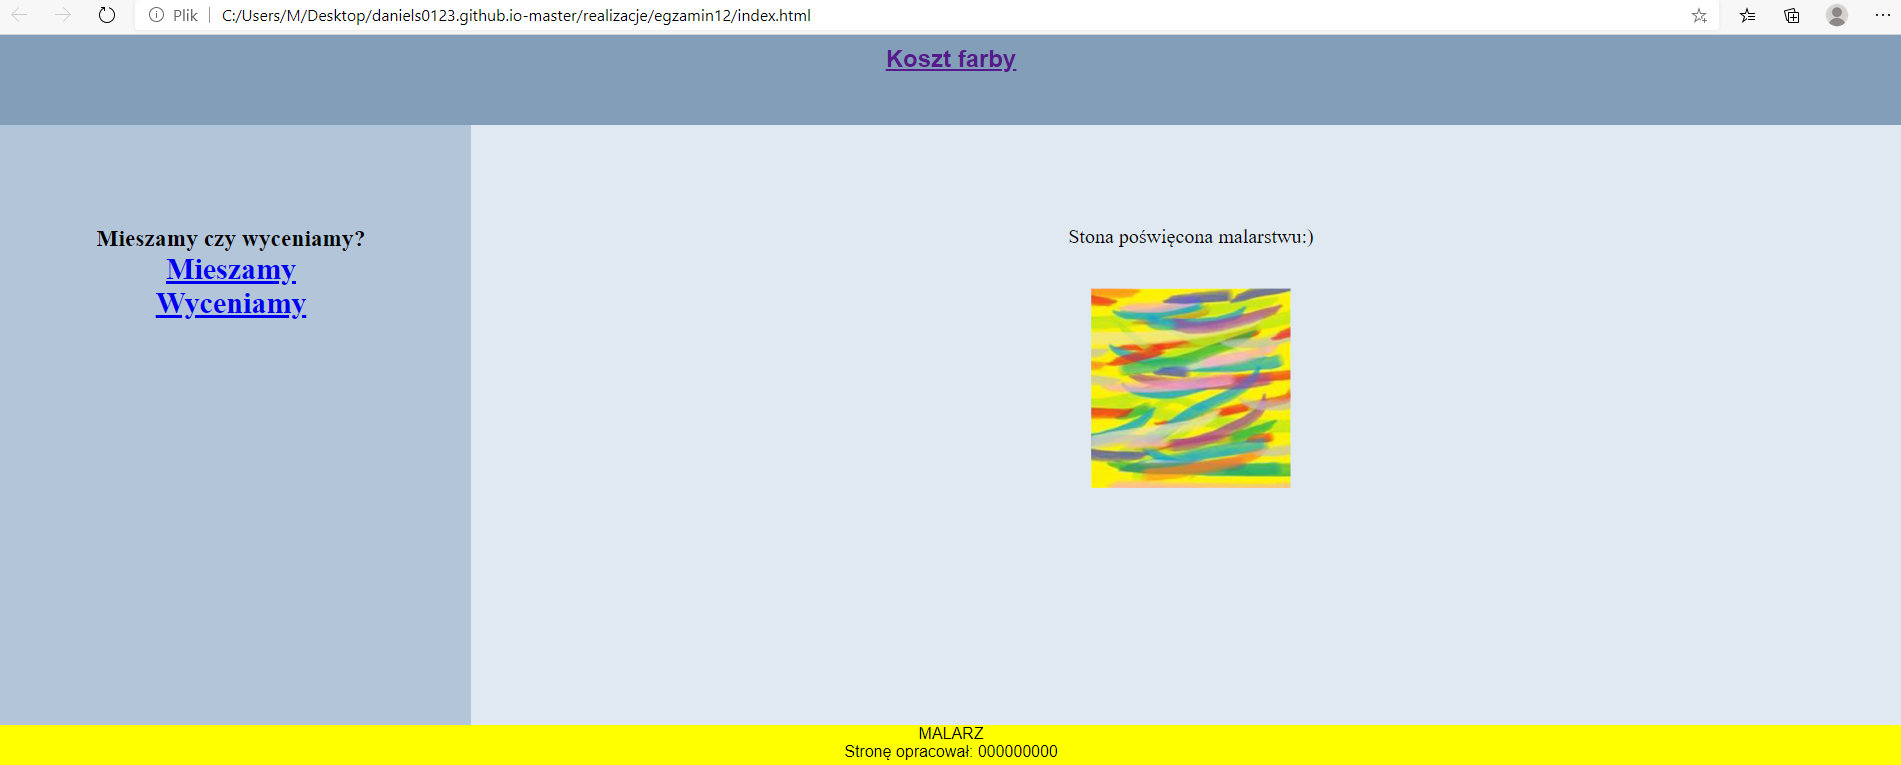 Plik C:/Users/M/Desktop/daniels0123.github.io-master/realizacje/egzamin12/index.html
Koszt farby
Mieszamy czy wyceniamy?
Mieszamy
Wyceniamy
Stona poświęcona malarstwu:)
MALARZ
Stronę opracował: 000000000